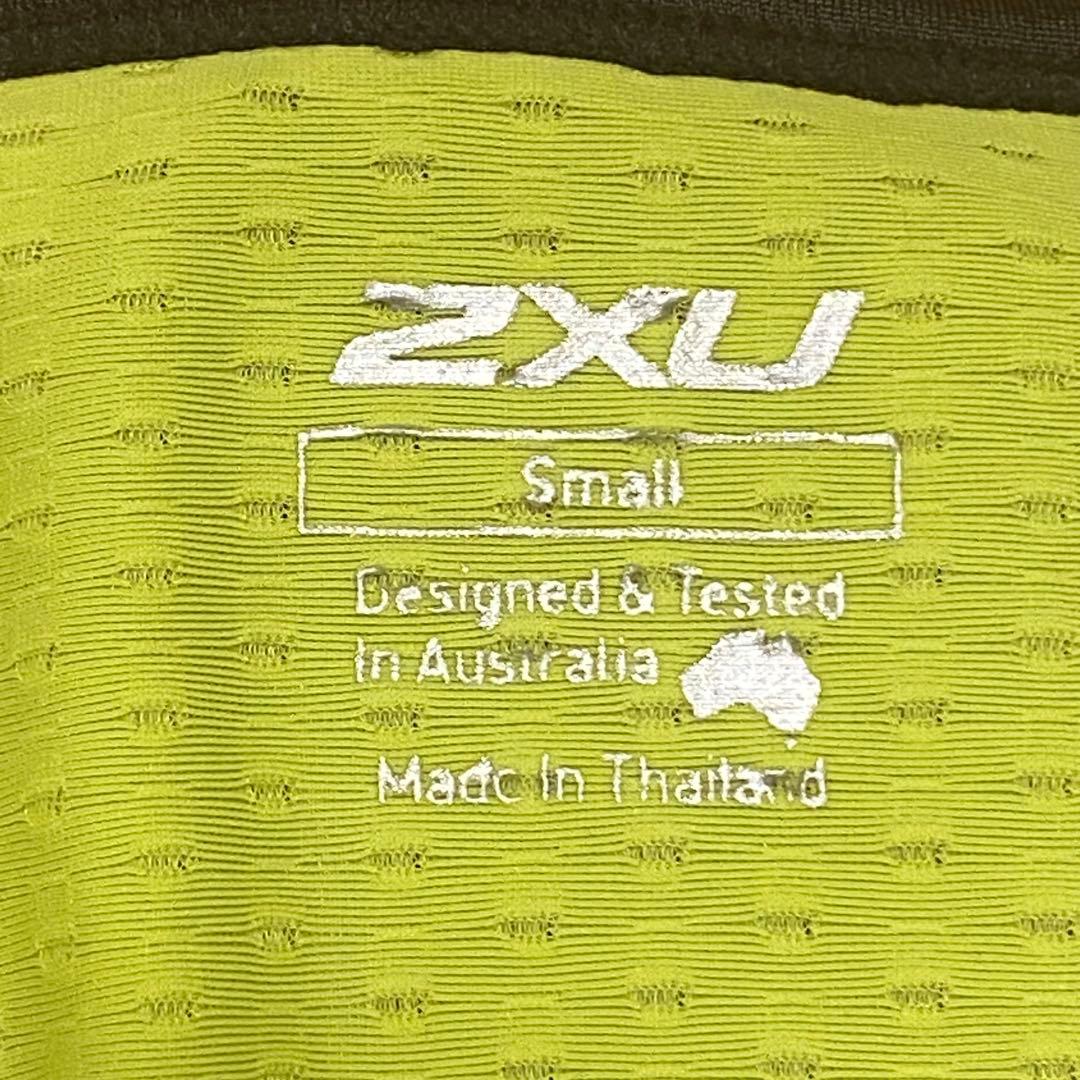 2XU
Small
Designed & Tested
In Australia
Made In Thailand